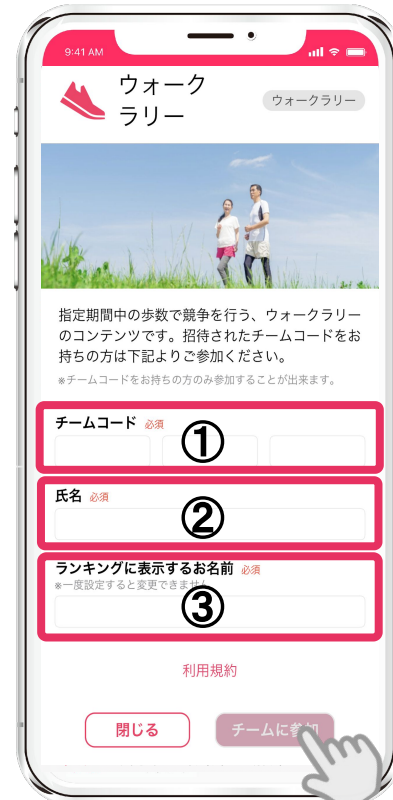 9:41 AM
ウォーク
ラリー
ウォークラリー
指定期間中の歩数で競争を行う、ウォークラリー
のコンテンツです。招待されたチームコードをお
持ちの方は下記よりご参加ください。
※チームコードをお持ちの方のみ参加することが出来ます。
チームコード 必須
①
氏名 必須
②
ランキングに表示するお名前 必須
※一度設定すると変更できません
③
利用規約
閉じる
チームに参加